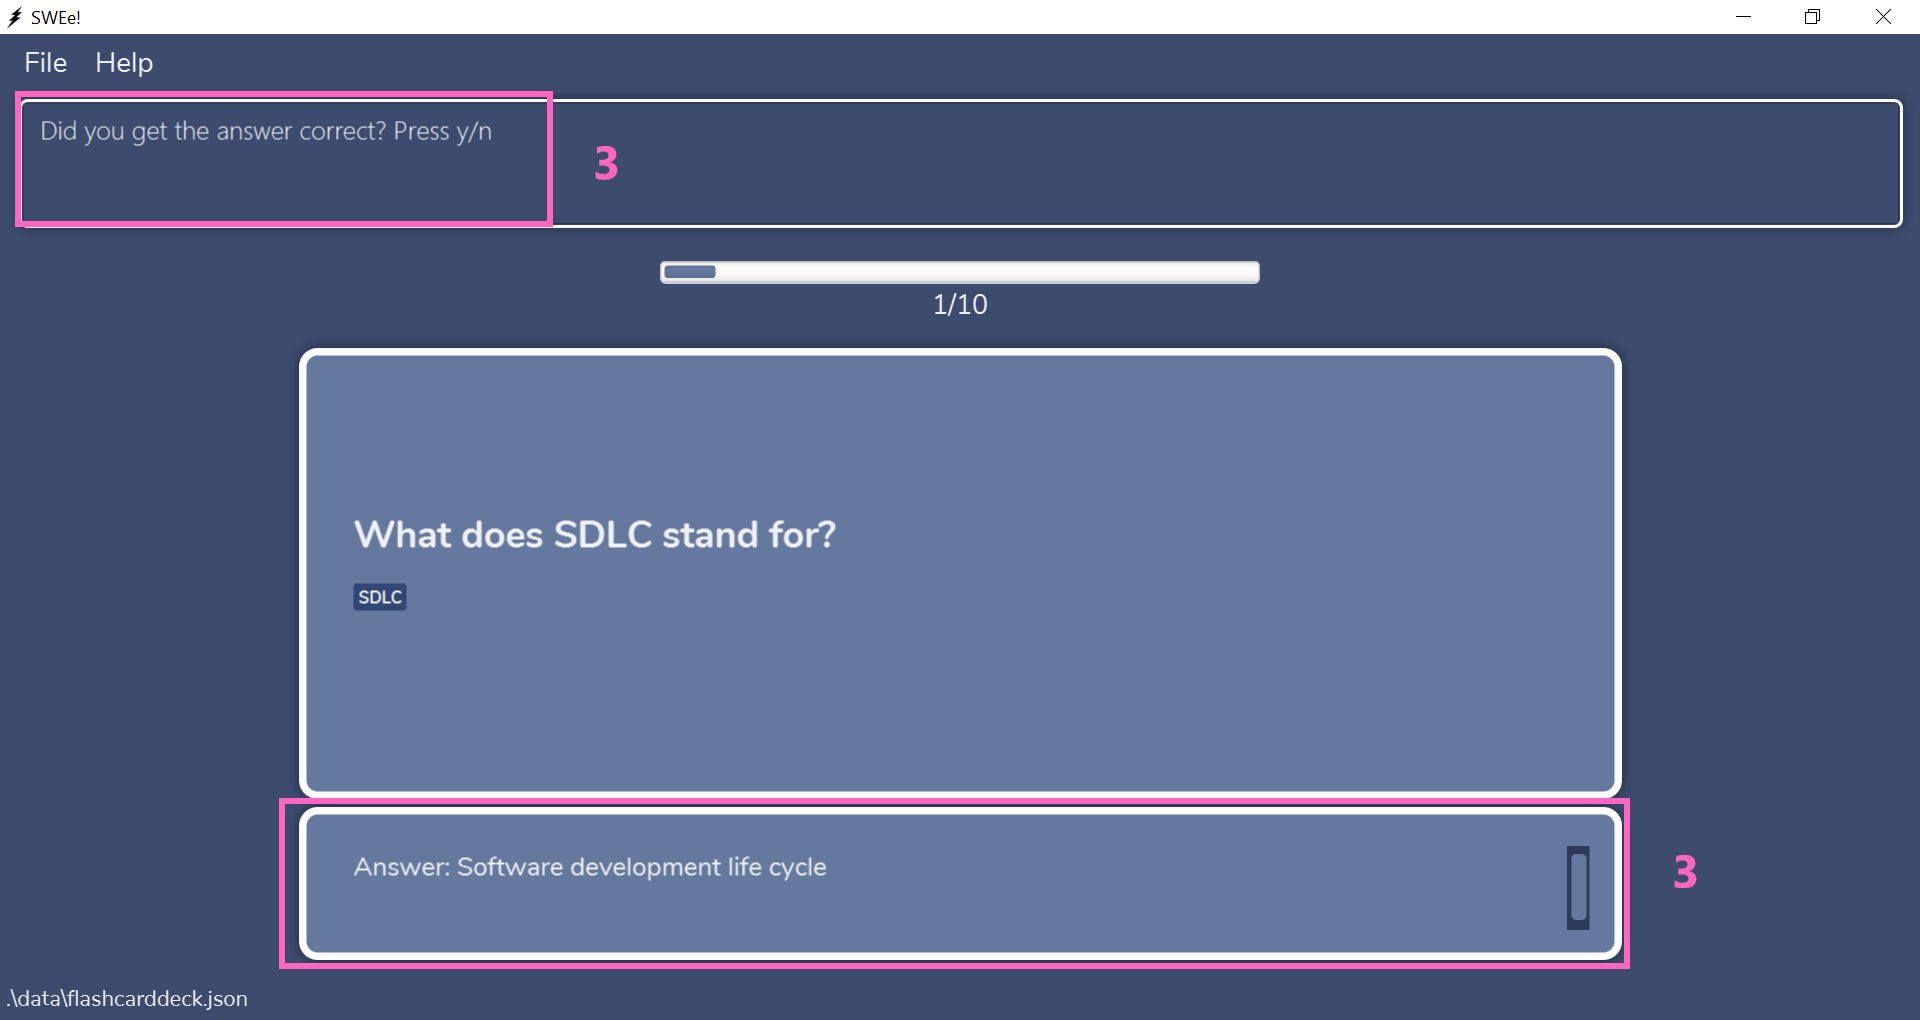 SWEe!
File Help
Did you get the answer correct? Press y/n
3
1/10
What does SDLC stand for?
SDLC
Answer: Software development life cycle
3
.\data\flashcarddeck.json